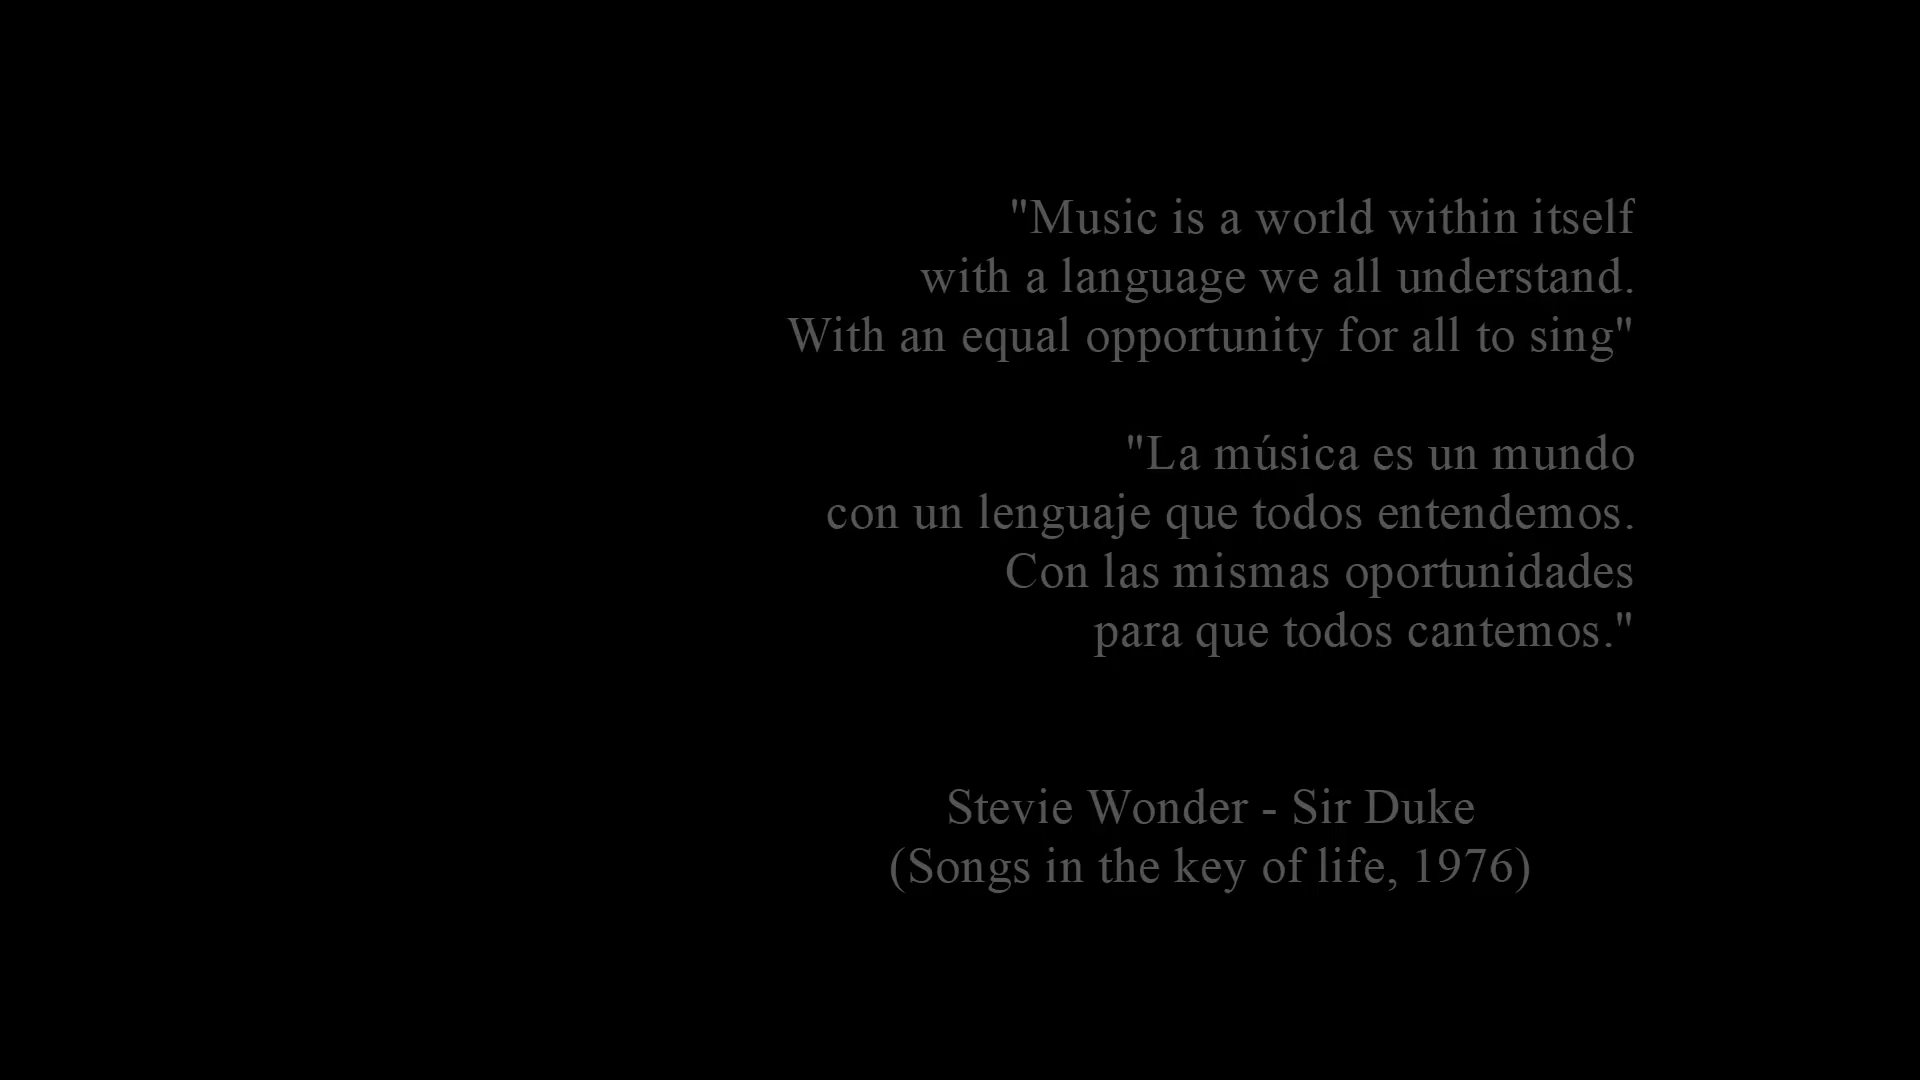 "Music is a world within itself
with a language we all understand.
With an equal opportunity for all to sing"
"La música es un mundo
con un lenguaje que todos entendemos.
Con las mismas oportunidades
para que todos cantemos."
Stevie Wonder - Sir Duke
(Songs in the key of life, 1976)